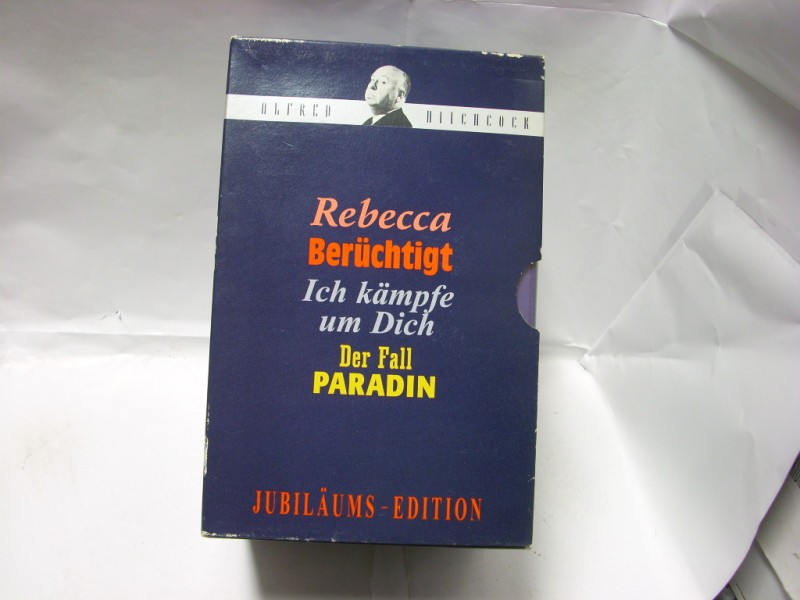 ALFRED HITCHCOCK
Rebecca
Berüchtigt
Ich kämpfe
um Dich
Der Fall
PARADIN
JUBILÄUMS-EDITION